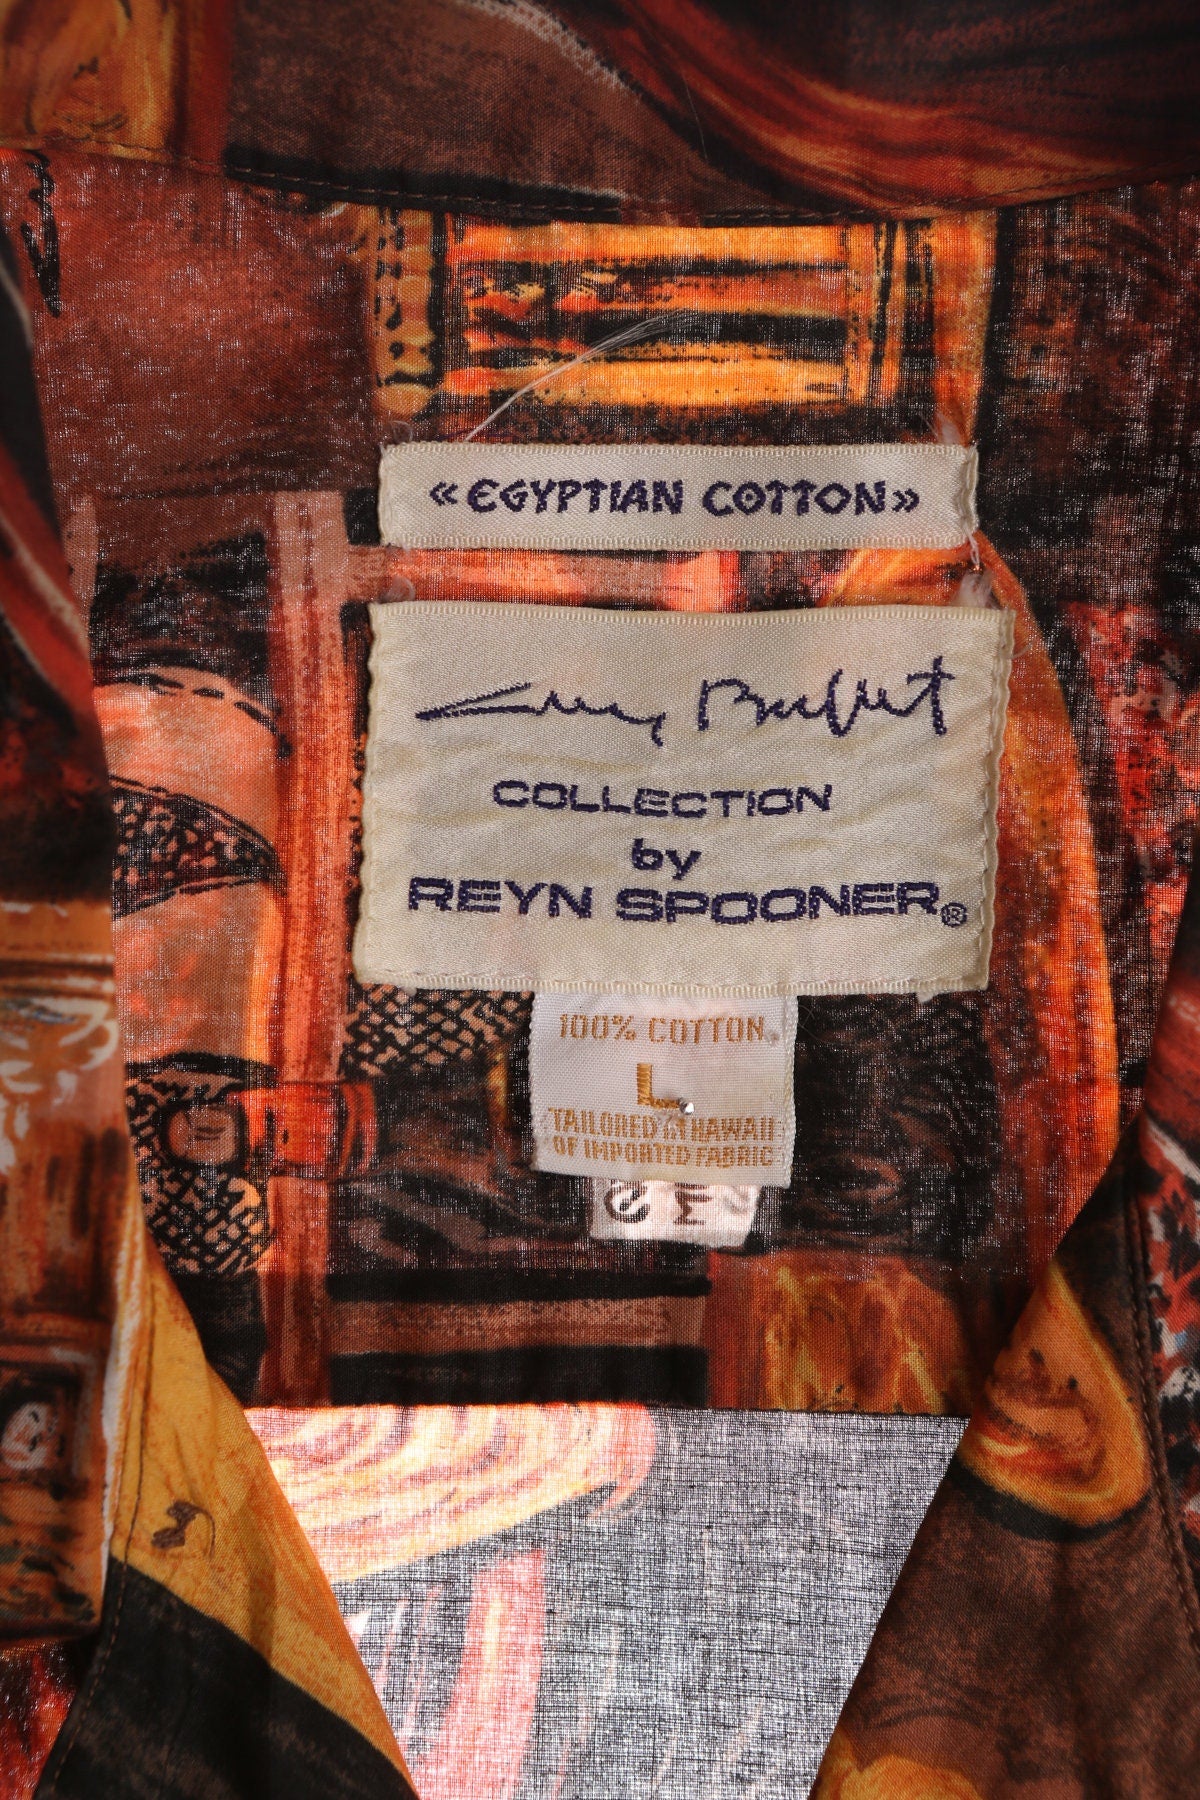 «EGYPTIAN COTTON»
COLLECTION
by
REYN SPOONER®
100% COTTON
L
TAILORED IN HAWAII
OF IMPORTED FABRIC